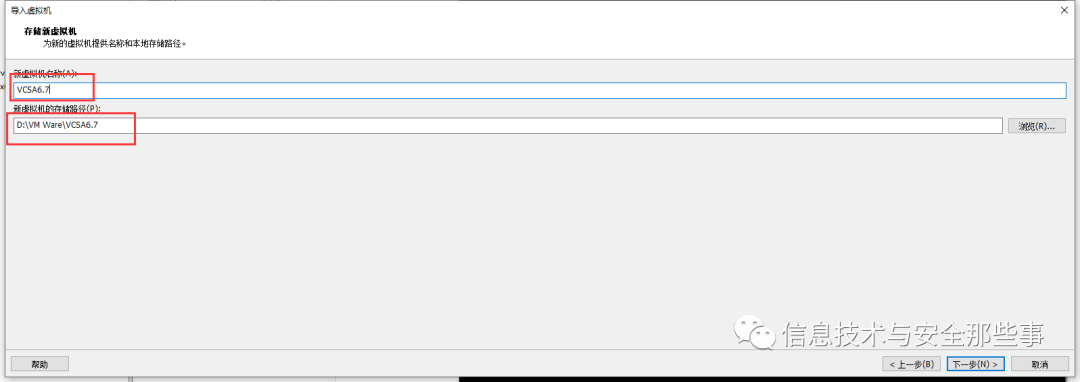 导入虚拟机
存储新虚拟机
为新的虚拟机提供名称和本地存储路径。
新虚拟机名称(A):
VCSA6.7
新虚拟机的存储路径(P):
D:\VM Ware\VCSA6.7
浏览(R)...
信息技术与安全那些事
帮助
< 上一步(B)
下一步(N) >
取消